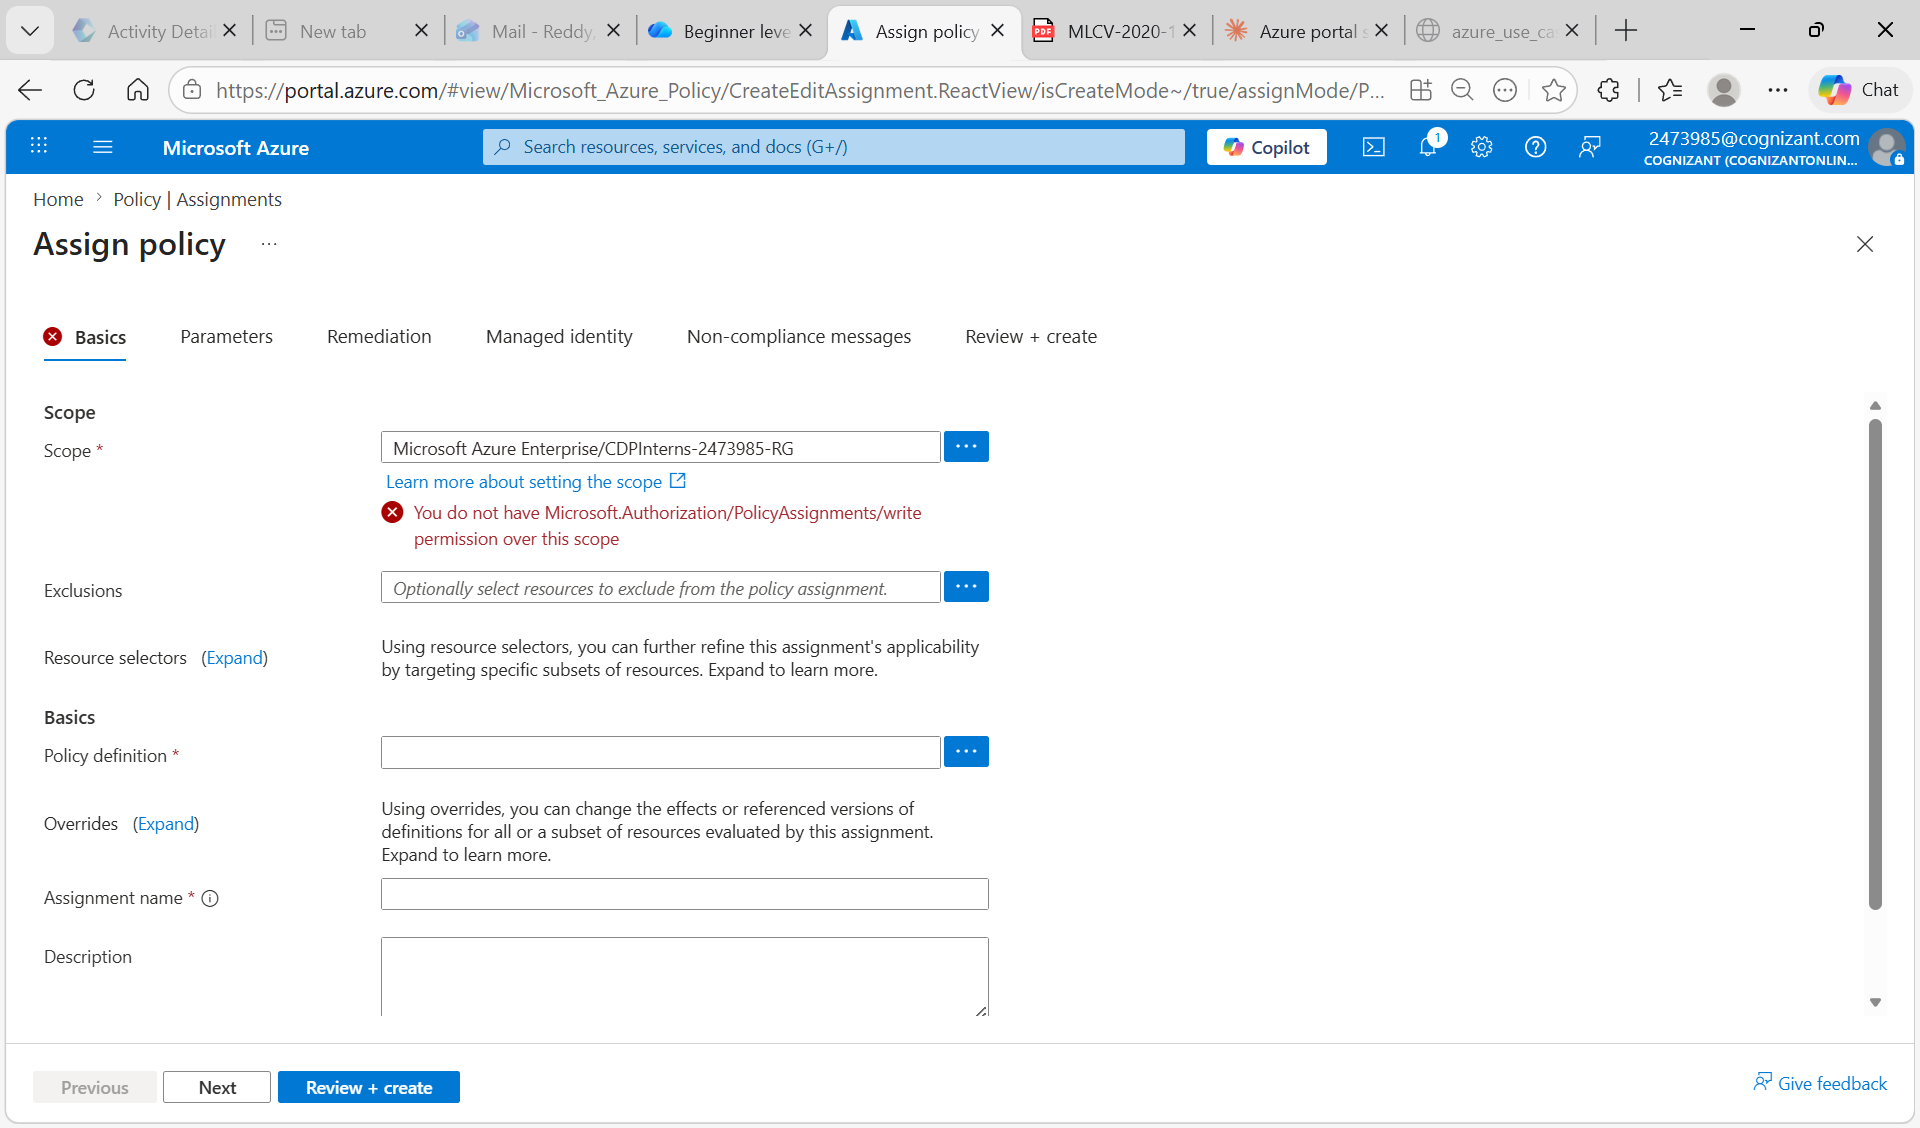 Activity Detai
New tab
Mail - Reddy,
Beginner leve
Assign policy
PDF
MLCV-2020-1
Azure portal s
azure_use_ca
https://portal.azure.com/#view/Microsoft_Azure_Policy/CreateEditAssignment.ReactView/isCreateMode~/true/assignMode/P...
Chat
Microsoft Azure
Search resources, services, and docs (G+/)
Copilot
1
2473985@cognizant.com
COGNIZANT (COGNIZANTONLIN...
Home > Policy | Assignments
Assign policy ...
Basics
Parameters
Remediation
Managed identity
Non-compliance messages
Review + create
Scope
Scope *
Microsoft Azure Enterprise/CDPInterns-2473985-RG
...
Learn more about setting the scope
You do not have Microsoft.Authorization/PolicyAssignments/write
permission over this scope
Exclusions
Optionally select resources to exclude from the policy assignment.
...
Resource selectors (Expand)
Using resource selectors, you can further refine this assignment's applicability
by targeting specific subsets of resources. Expand to learn more.
Basics
Policy definition *
...
Overrides (Expand)
Using overrides, you can change the effects or referenced versions of
definitions for all or a subset of resources evaluated by this assignment.
Expand to learn more.
Assignment name *
Description
Previous
Next
Review + create
Give feedback